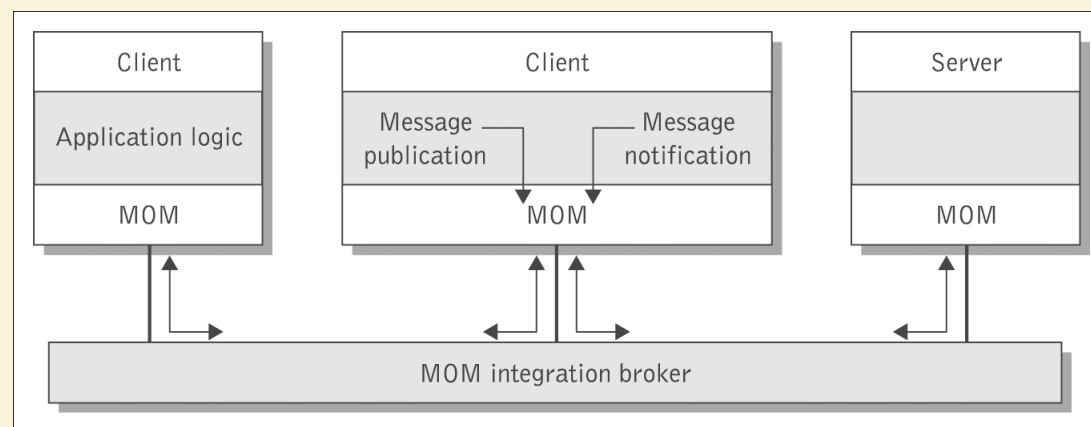 Client
Application logic
MOM
Client
Message
publication
Message
notification
MOM
Server
MOM
MOM integration broker